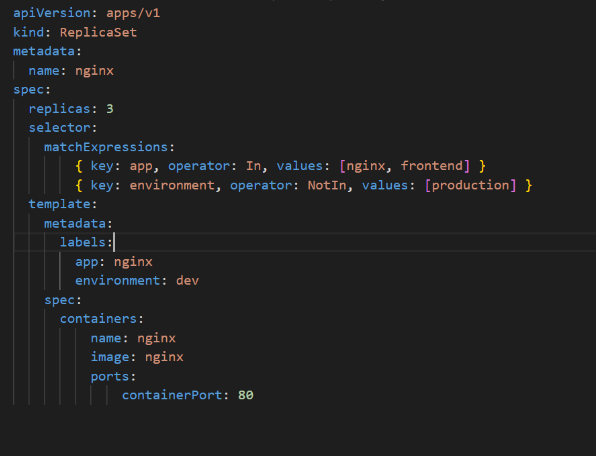 apiVersion: apps/v1
kind: ReplicaSet
metadata:
  name: nginx
spec:
  replicas: 3
  selector:
    matchExpressions:
        { key: app, operator: In, values: [nginx, frontend] }
        { key: environment, operator: NotIn, values: [production] }
  template:
    metadata:
      labels:
        app: nginx
        environment: dev
    spec:
      containers:
          name: nginx
          image: nginx
          ports:
              containerPort: 80